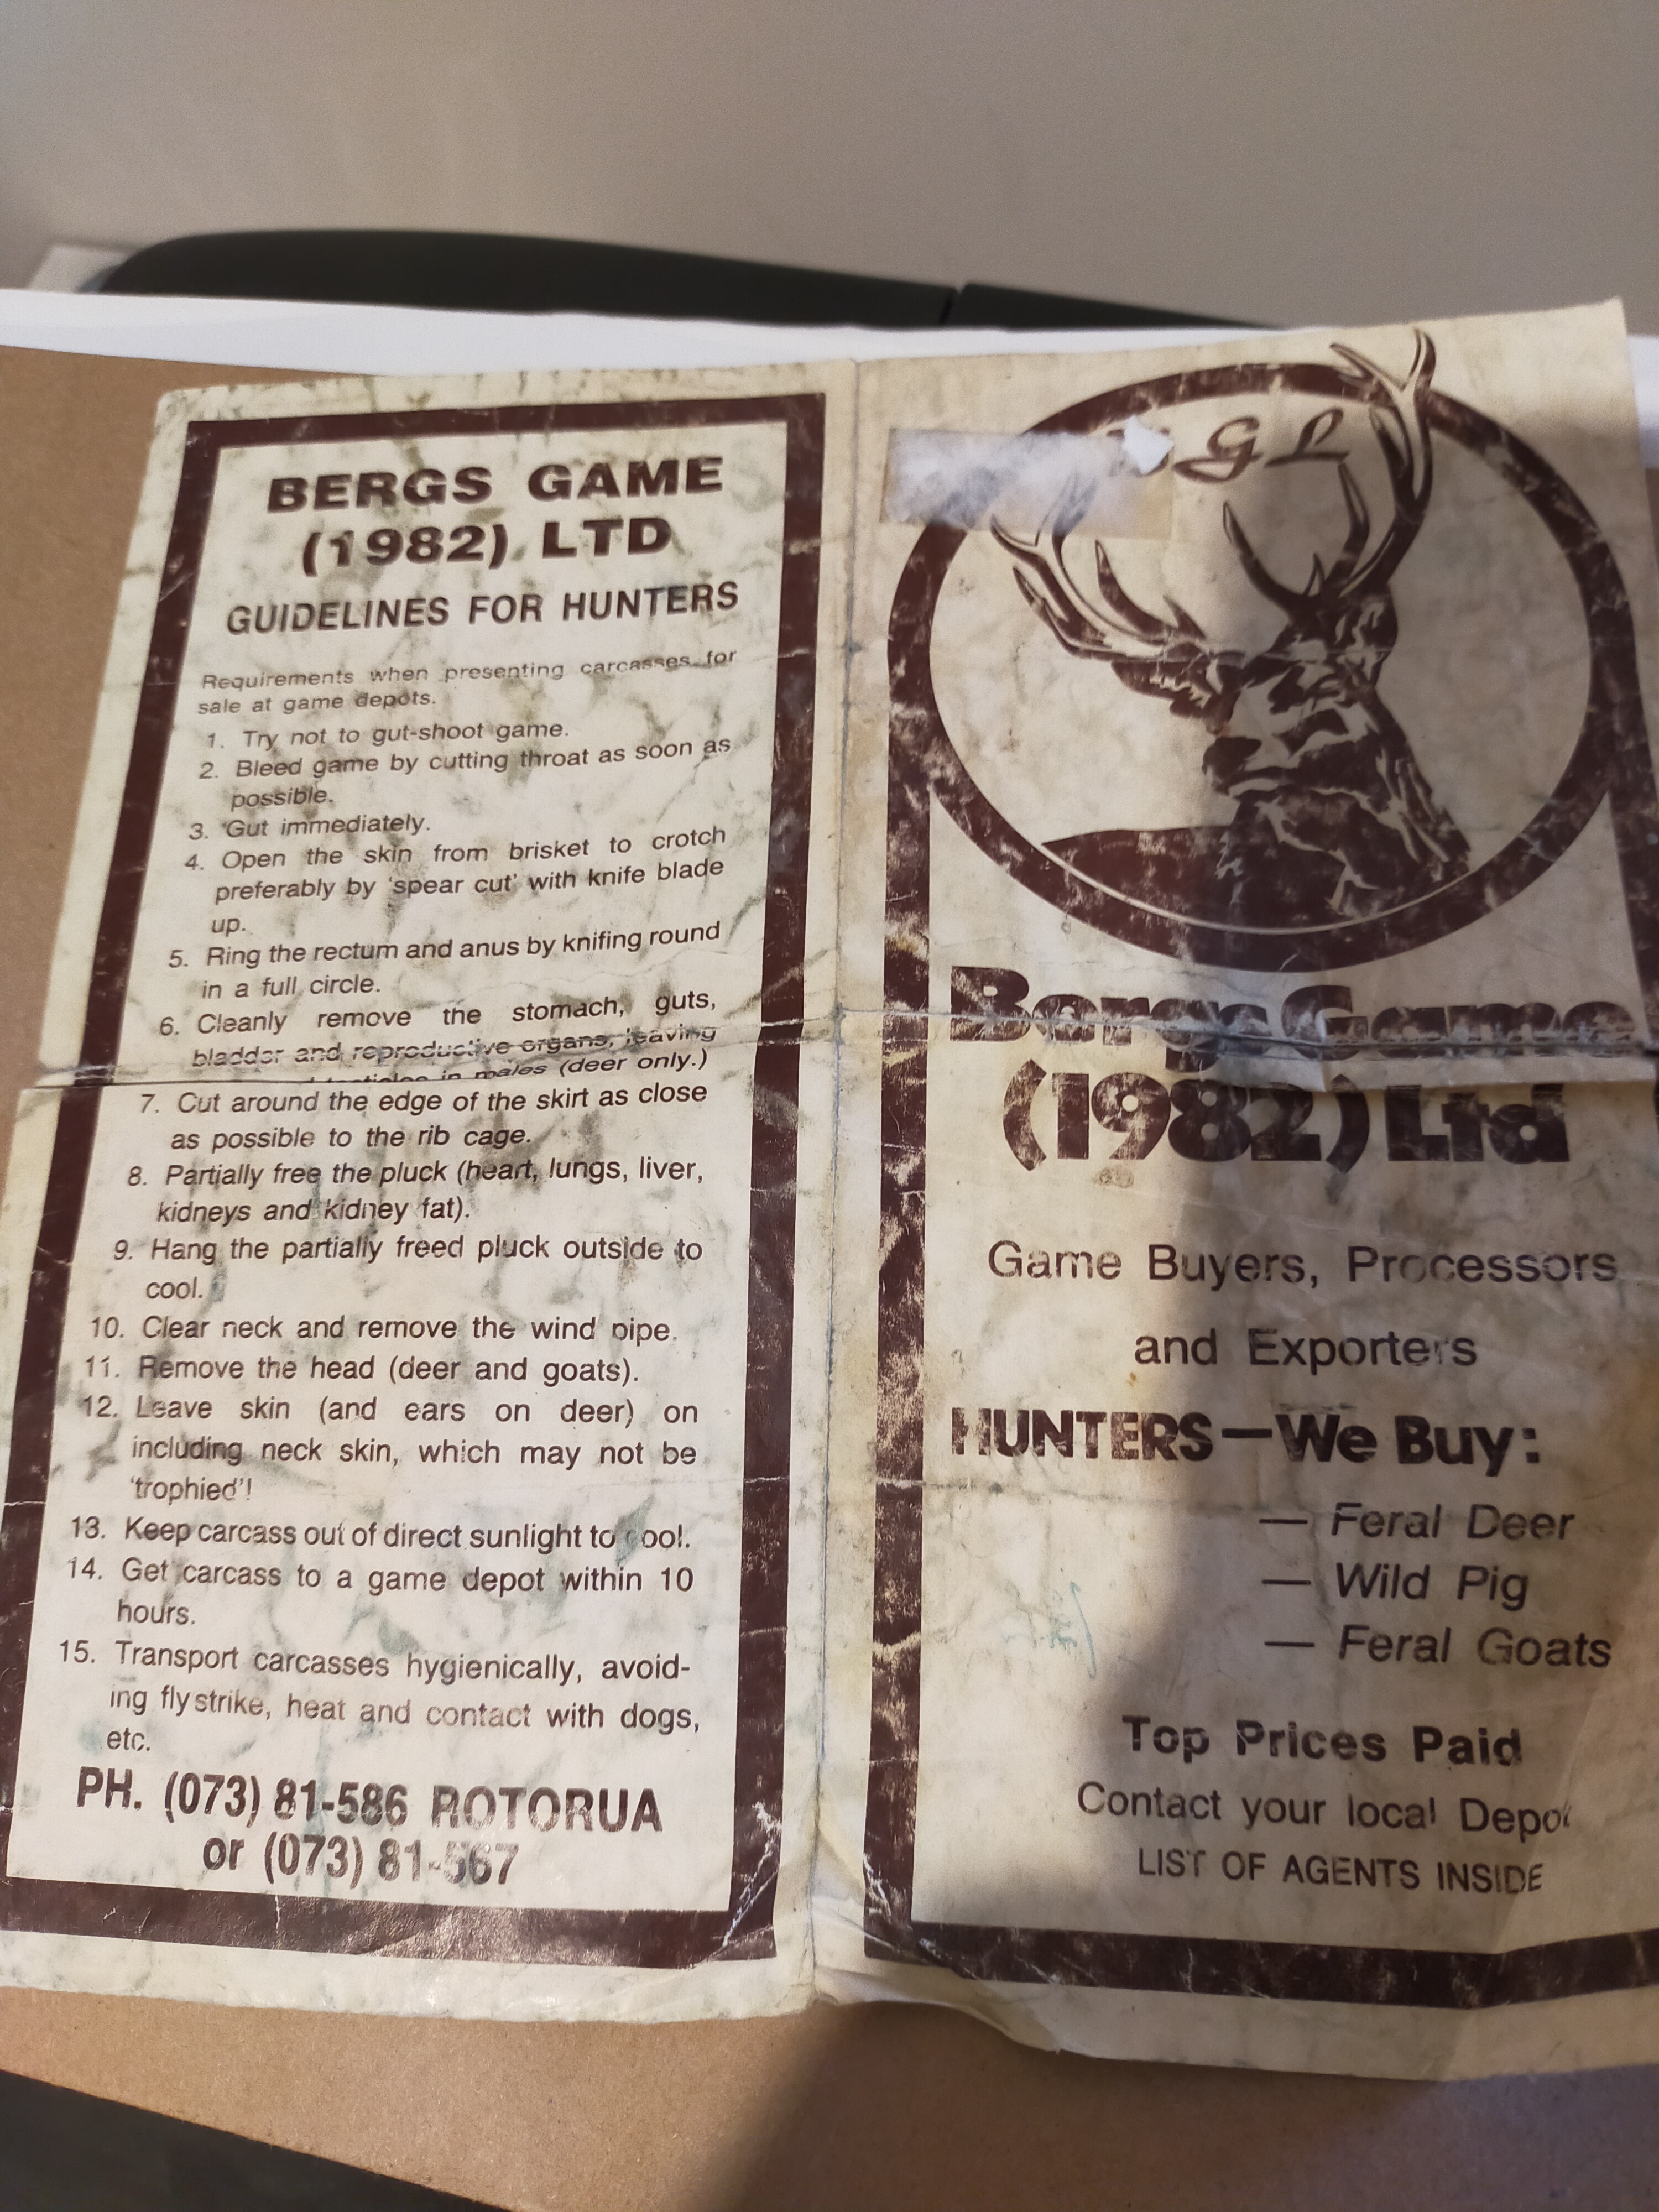 BERGS GAME
(1982) LTD
GUIDELINES FOR HUNTERS
Requirements when presenting carcasses for
sale at game depots.
1. Try not to gut-shoot game.
2. Bleed game by cutting throat as soon as
possible.
3. Gut immediately.
4. Open the skin from brisket to crotch
preferably by 'spear cut' with knife blade
up.
5. Ring the rectum and anus by knifing round
in a full circle.
6. Cleanly remove the stomach, guts,
bladder and reproductive organs, leaving
testicles in males (deer only.)
7. Cut around the edge of the skirt as close
as possible to the rib cage.
8. Partially free the pluck (heart, lungs, liver,
kidneys and kidney fat).
9. Hang the partially freed pluck outside to
cool.
10. Clear neck and remove the wind pipe.
11. Remove the head (deer and goats).
12. Leave skin (and ears on deer) on
including neck skin, which may not be
'trophied'!
13. Keep carcass out of direct sunlight to cool.
14. Get carcass to a game depot within 10
hours.
15. Transport carcasses hygienically, avoid-
ing flystrike, heat and contact with dogs,
etc.
PH. (073) 81-586 ROTORUA
or (073) 81-567
GL
Bergs Game
(1982) Ltd
Game Buyers, Processors
and Exporters
HUNTERS — We Buy:
— Feral Deer
— Wild Pig
— Feral Goats
Top Prices Paid
Contact your local Depot
LIST OF AGENTS INSIDE